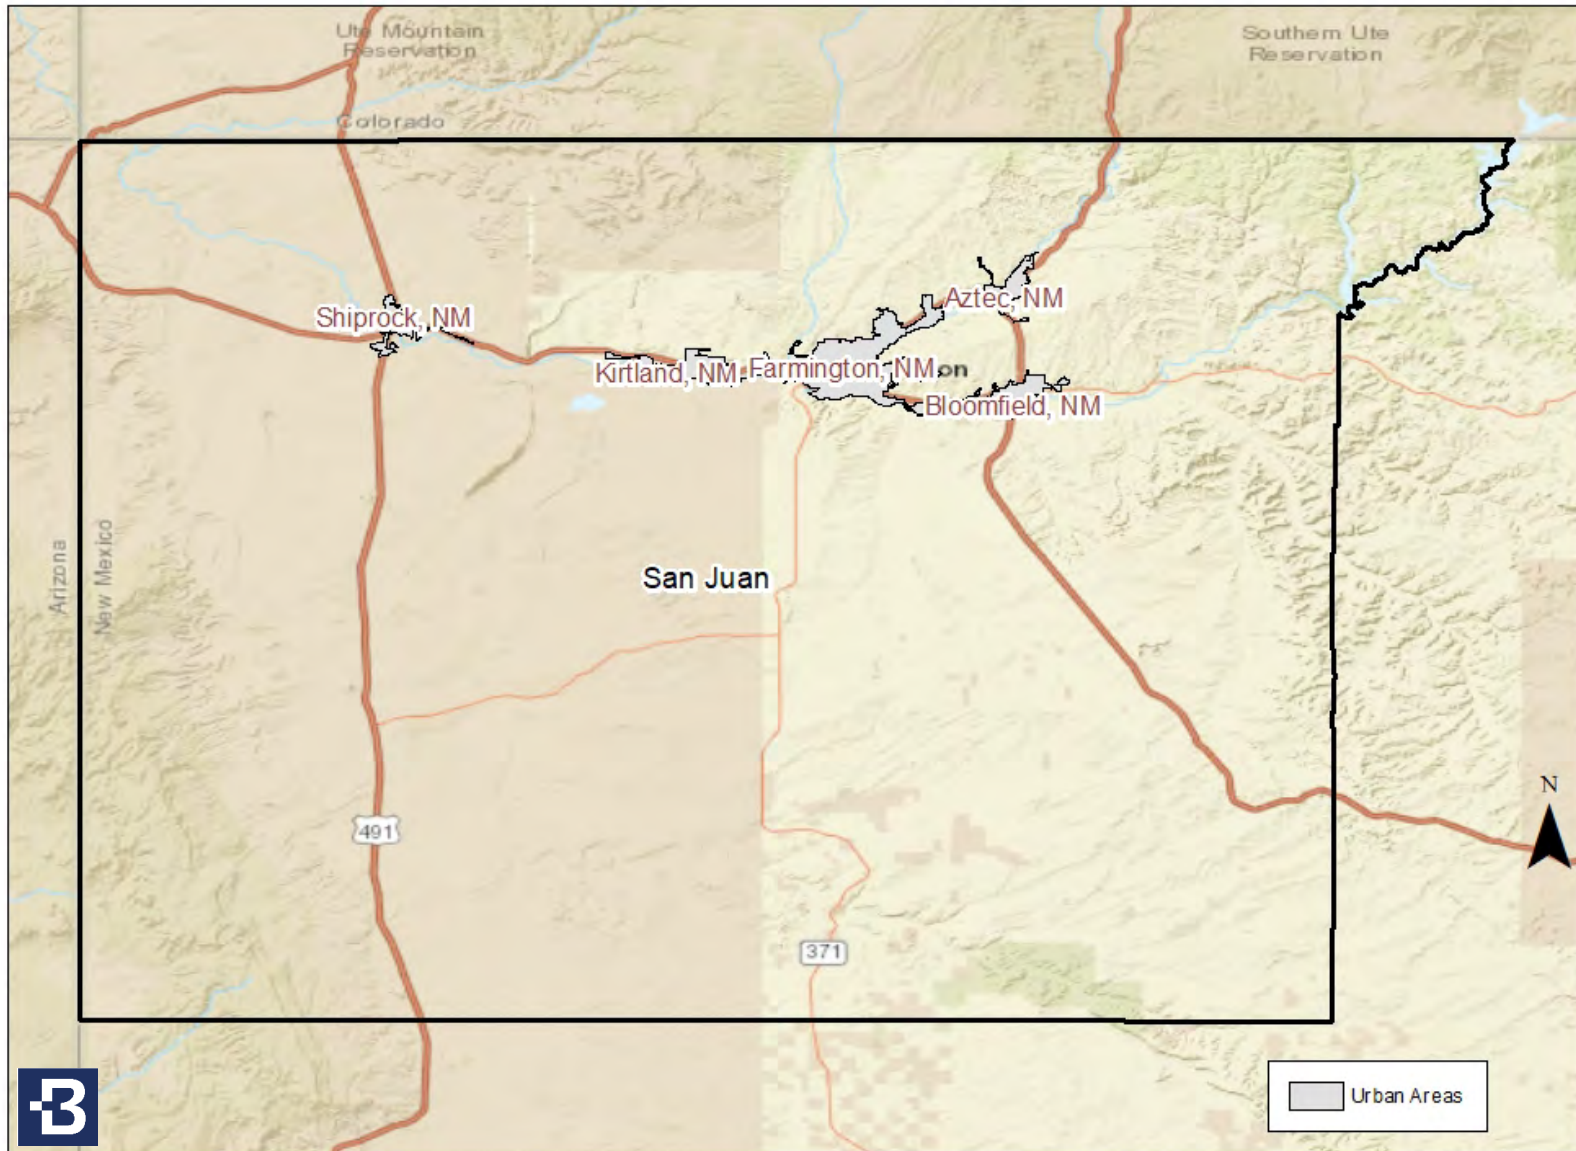 Ute Mountain
Reservation
Southern Ute
Reservation
Colorado
Aztec, NM
Shiprock, NM
Kirtland, NM
Farmington, NM
on
Bloomfield, NM
Arizona
New Mexico
San Juan
491
371
N
B
Urban Areas